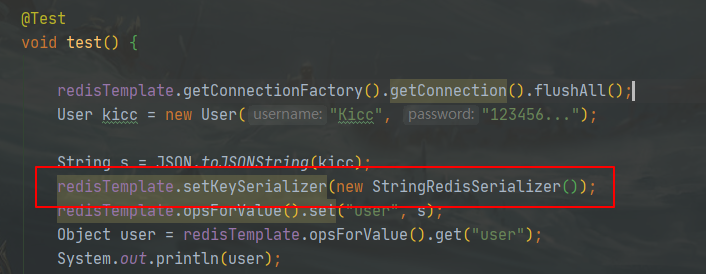 @Test
void test() {
redisTemplate.getConnectionFactory().getConnection().flushAll();
User kicc = new User( username: "Kicc", password: "123456...");
String s = JSON.toJSONString(kicc);
redisTemplate.setKeySerializer(new StringRedisSerializer());
redisTemplate.opsForValue().set("user", s);
Object user = redisTemplate.opsForValue().get("user");
System.out.println(user);